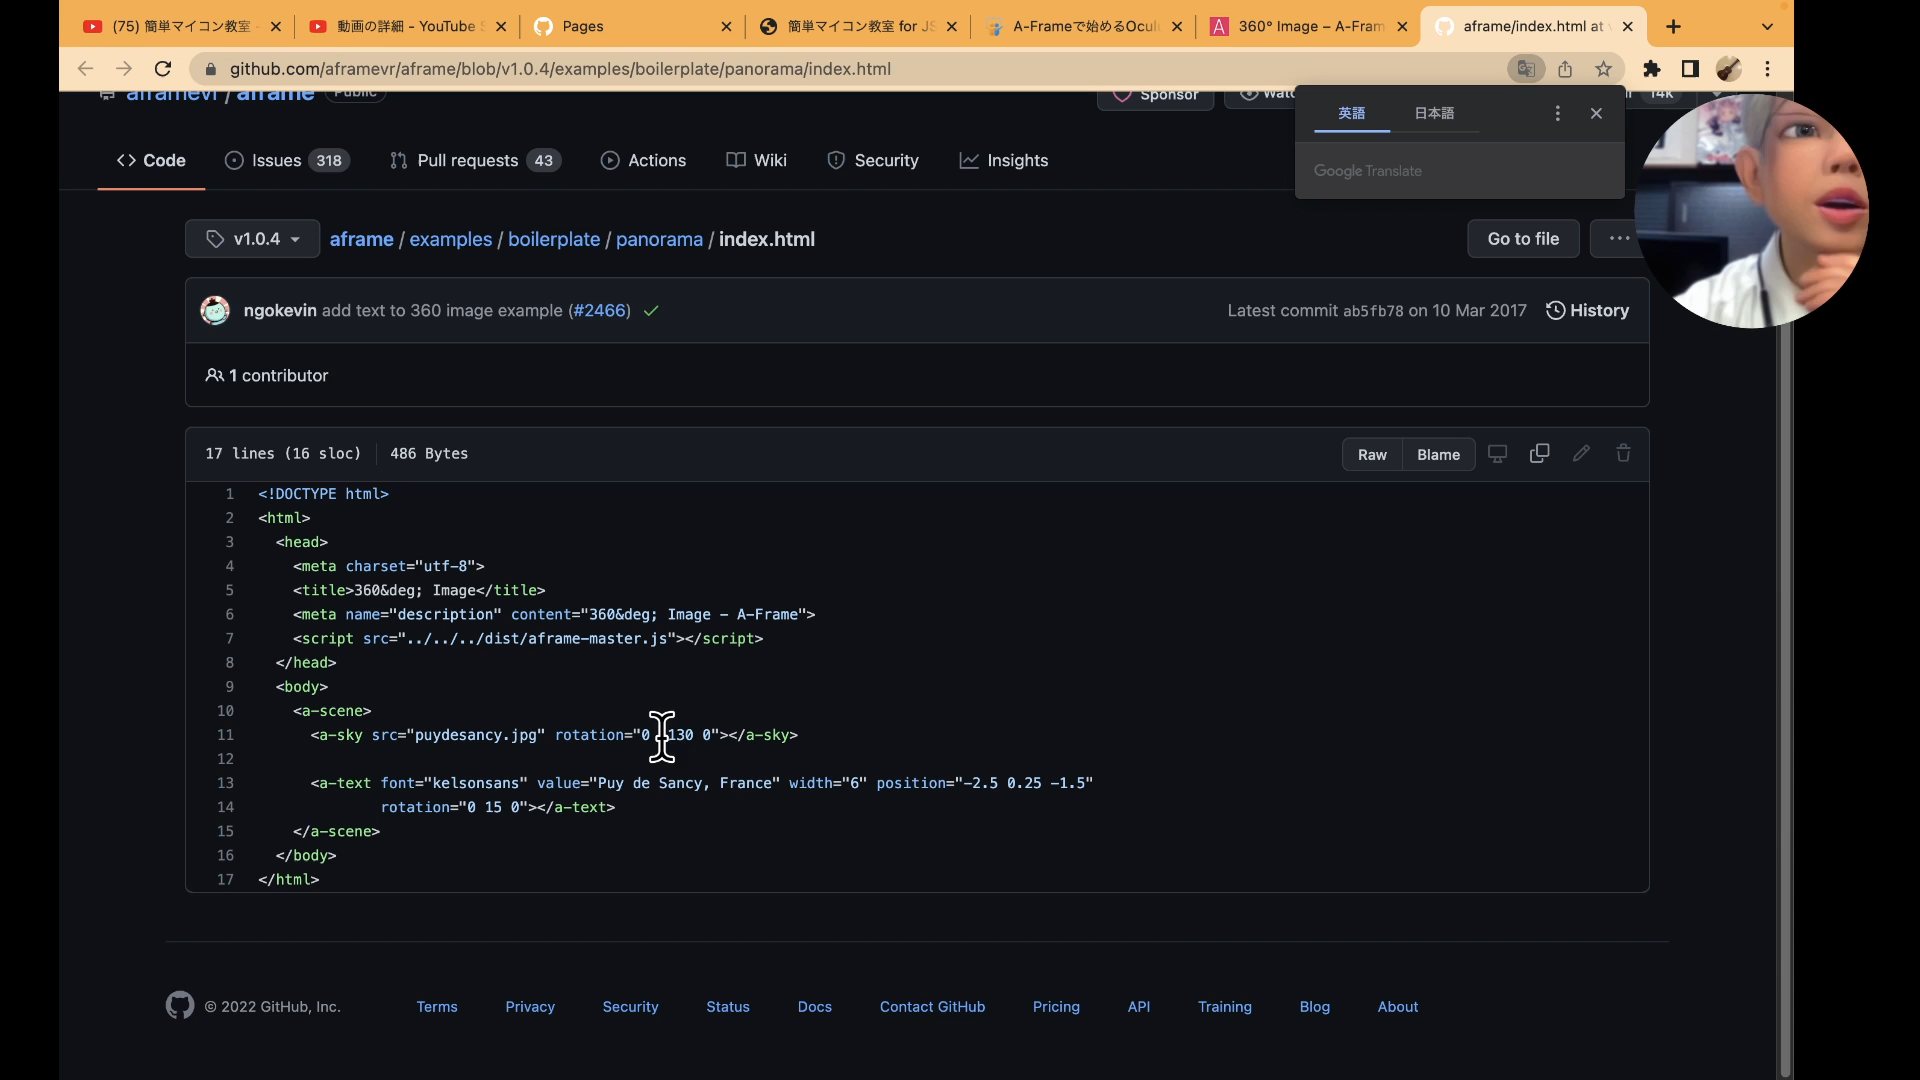 (75) 簡単マイコン教室
動画の詳細 - YouTube S
Pages
簡単マイコン教室 for JS
A-Frameで始めるOcul
360° Image – A-Fram
aframe/index.html at
github.com/aframevr/aframe/blob/v1.0.4/examples/boilerplate/panorama/index.html
aframevr / aframe Public
Sponsor
Watc
14k
英語 日本語
Google Translate
Code
Issues 318
Pull requests 43
Actions
Wiki
Security
Insights
v1.0.4
aframe / examples / boilerplate / panorama / index.html
Go to file
ngokevin add text to 360 image example (#2466)
Latest commit ab5fb78 on 10 Mar 2017
History
1 contributor
17 lines (16 sloc) 486 Bytes
Raw
Blame
1 <!DOCTYPE html>
2 <html>
3 <head>
4 <meta charset="utf-8">
5 <title>360&deg; Image</title>
6 <meta name="description" content="360&deg; Image – A-Frame">
7 <script src="../../../dist/aframe-master.js"></script>
8 </head>
9 <body>
10 <a-scene>
11 <a-sky src="puydesancy.jpg" rotation="0 -130 0"></a-sky>
12
13 <a-text font="kelsonsans" value="Puy de Sancy, France" width="6" position="-2.5 0.25 -1.5"
14 rotation="0 15 0"></a-text>
15 </a-scene>
16 </body>
17 </html>
© 2022 GitHub, Inc.
Terms
Privacy
Security
Status
Docs
Contact GitHub
Pricing
API
Training
Blog
About